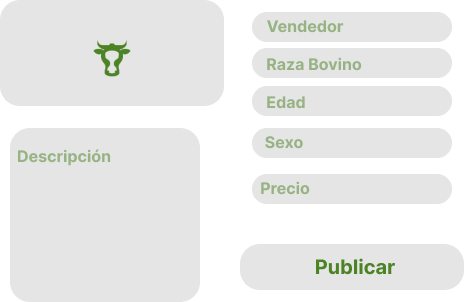 Vendedor
Raza Bovino
Edad
Sexo
Precio
Descripción
Publicar